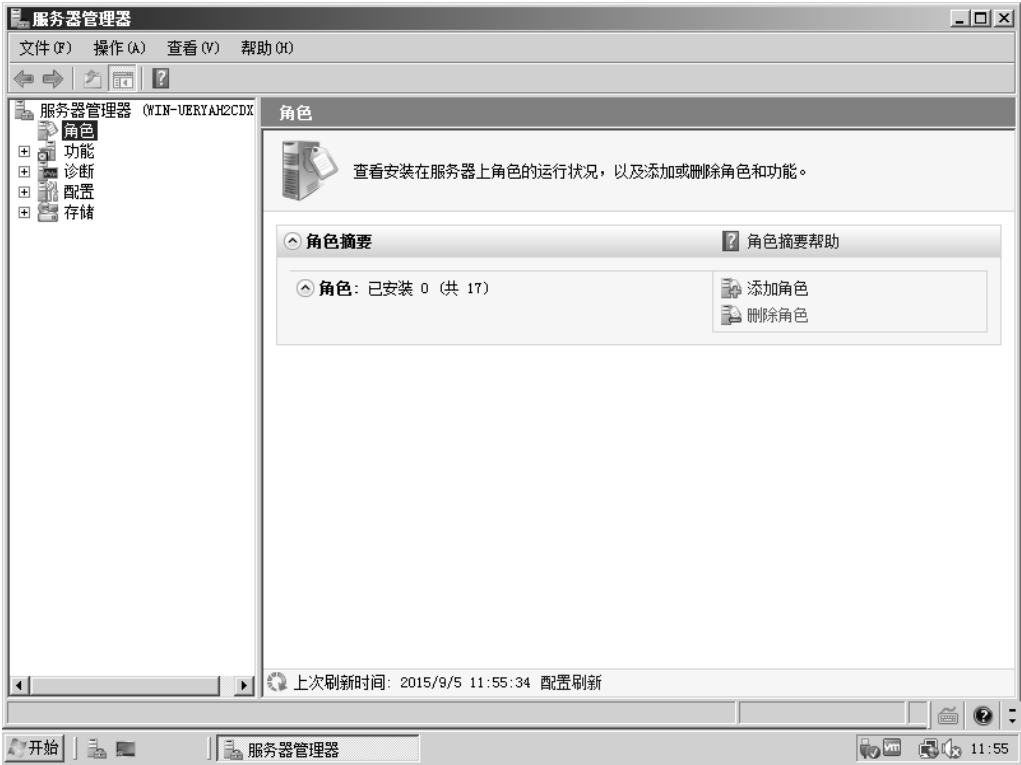 服务器管理器
文件(F) 操作(A) 查看(V) 帮助(H)
服务器管理器 (WIN-UERYAH2CDX
角色
功能
诊断
配置
存储
角色
查看安装在服务器上角色的运行状况，以及添加或删除角色和功能。
角色摘要
角色摘要帮助
角色: 已安装 0 (共 17)
添加角色
删除角色
上次刷新时间: 2015/9/5 11:55:34 配置刷新
开始
服务器管理器
vm
11:55